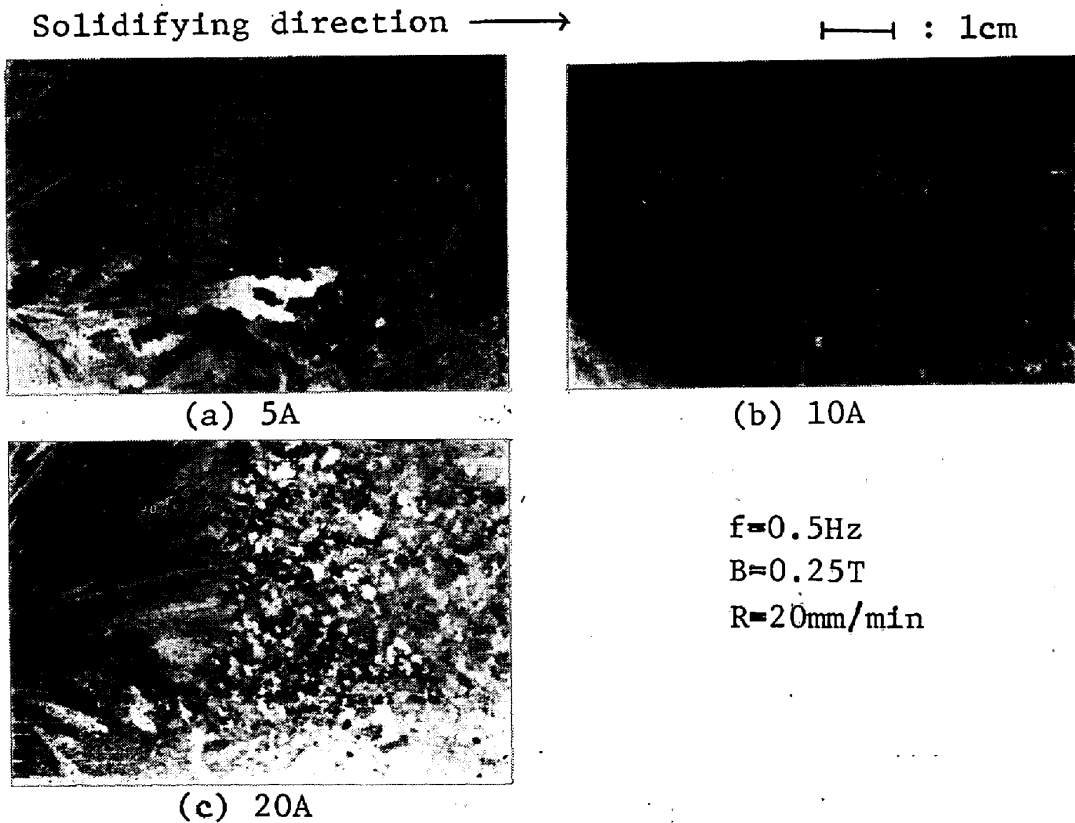 Solidifying direction ⟶ : 1cm
(a) 5A
(b) 10A
(c) 20A
f=0.5Hz
B=0.25T
R=20mm/min